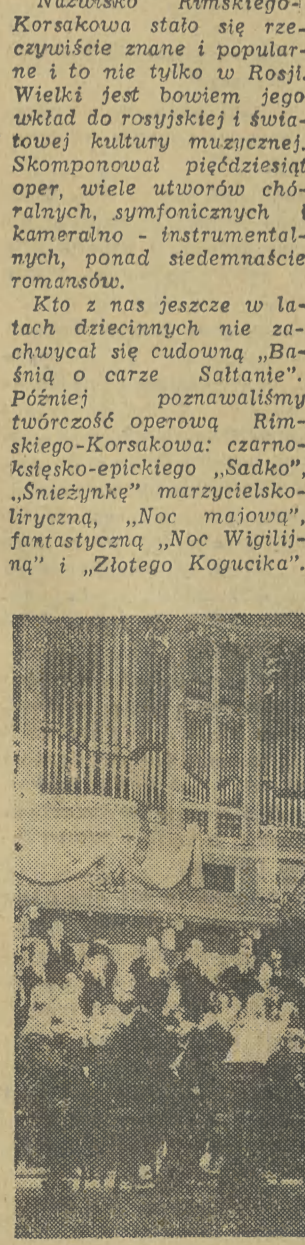 Nazwisko Rimskiego-
Korsakowa stało się rze-
czywiście znane i popular-
ne i to nie tylko w Rosji.
Wielki jest bowiem jego
wkład do rosyjskiej i świa-
towej kultury muzycznej.
Skomponował pięćdziesiąt
oper, wiele utworów chó-
ralnych, symfonicznych i
kameralno - instrumental-
nych, ponad siedemnaście
romansów.
Kto z nas jeszcze w la-
tach dziecinnych nie za-
chwycał się cudowną „Ba-
śnią o carze Sałtanie”.
Później poznawaliśmy
twórczość operową Rim-
skiego-Korsakowa: czarno-
księsko-epickiego „Sadko”,
„Śnieżynkę” marzycielsko-
liryczną, „Noc majową”,
fantastyczną „Noc Wigilij-
ną” i „Złotego Kogucika”.